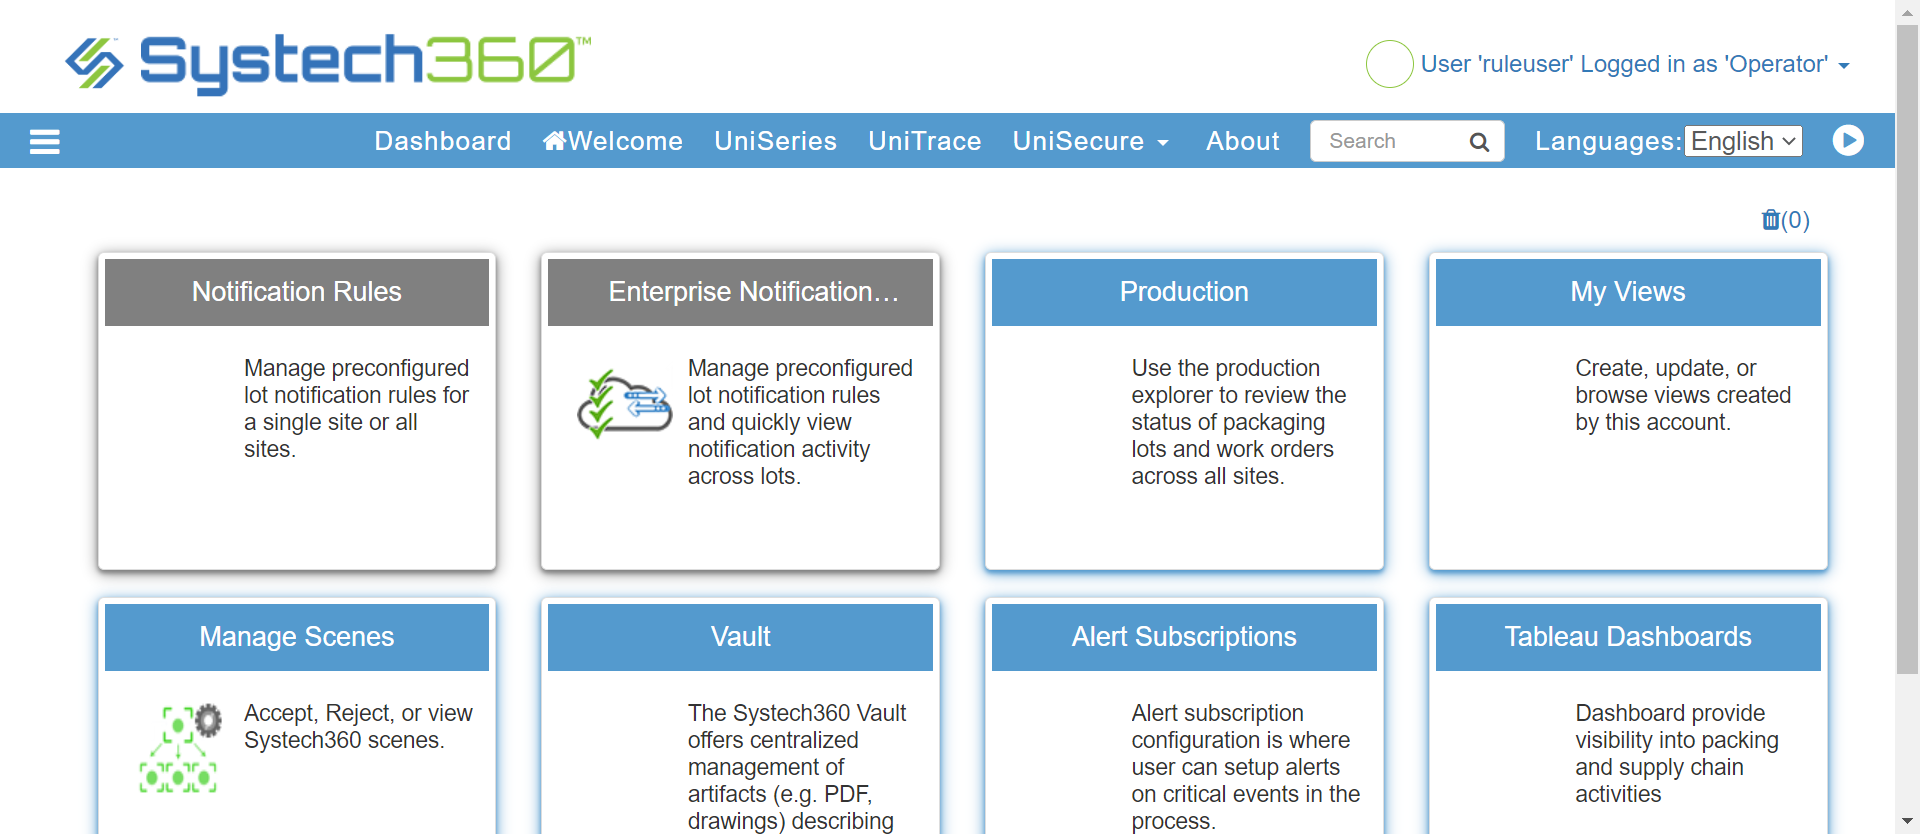 Systech360™
User 'ruleuser' Logged in as 'Operator'
Dashboard Welcome UniSeries UniTrace UniSecure About Search Languages: English
(0)
Notification Rules
Manage preconfigured
lot notification rules for
a single site or all
sites.
Enterprise Notification...
Manage preconfigured
lot notification rules
and quickly view
notification activity
across lots.
Production
Use the production
explorer to review the
status of packaging
lots and work orders
across all sites.
My Views
Create, update, or
browse views created
by this account.
Manage Scenes
Accept, Reject, or view
Systech360 scenes.
Vault
The Systech360 Vault
offers centralized
management of
artifacts (e.g. PDF,
drawings) describing
Alert Subscriptions
Alert subscription
configuration is where
user can setup alerts
on critical events in the
process.
Tableau Dashboards
Dashboard provide
visibility into packing
and supply chain
activities